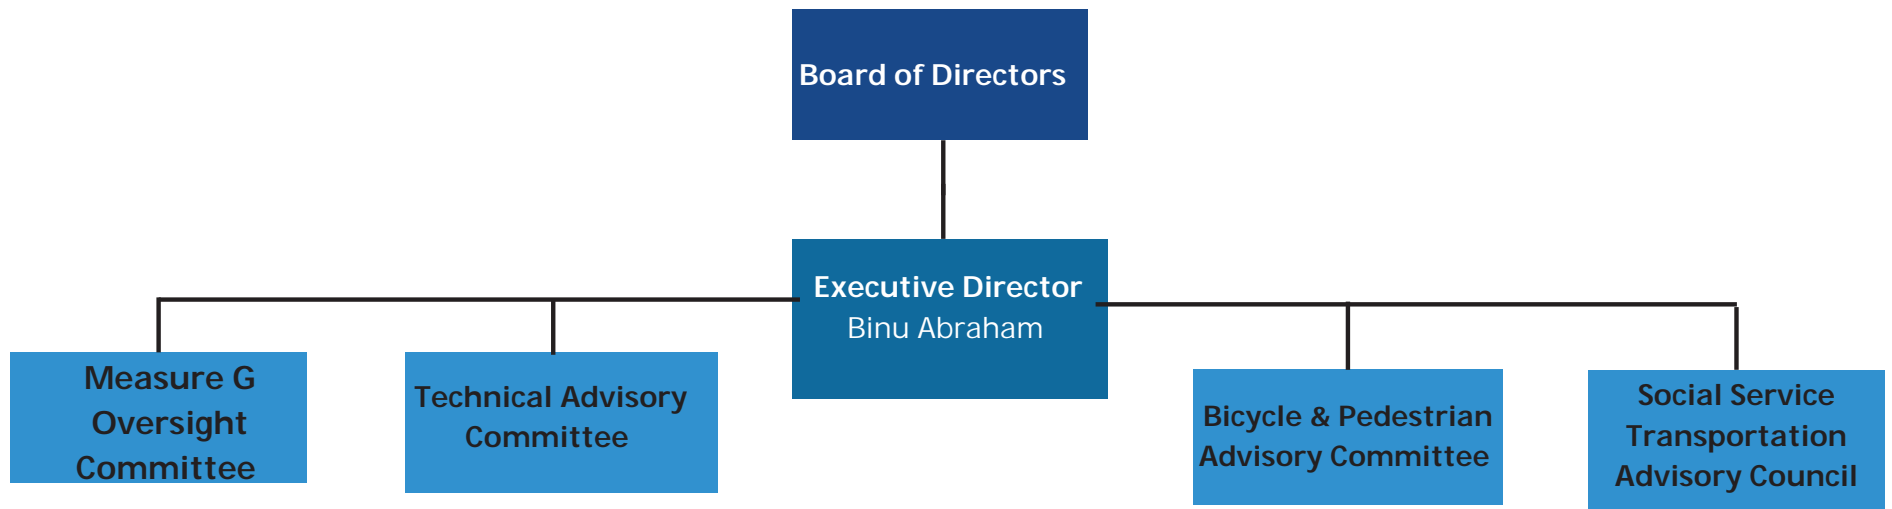 Board of Directors
Executive Director
Binu Abraham
Measure G
Oversight
Committee
Technical Advisory
Committee
Bicycle & Pedestrian
Advisory Committee
Social Service
Transportation
Advisory Council